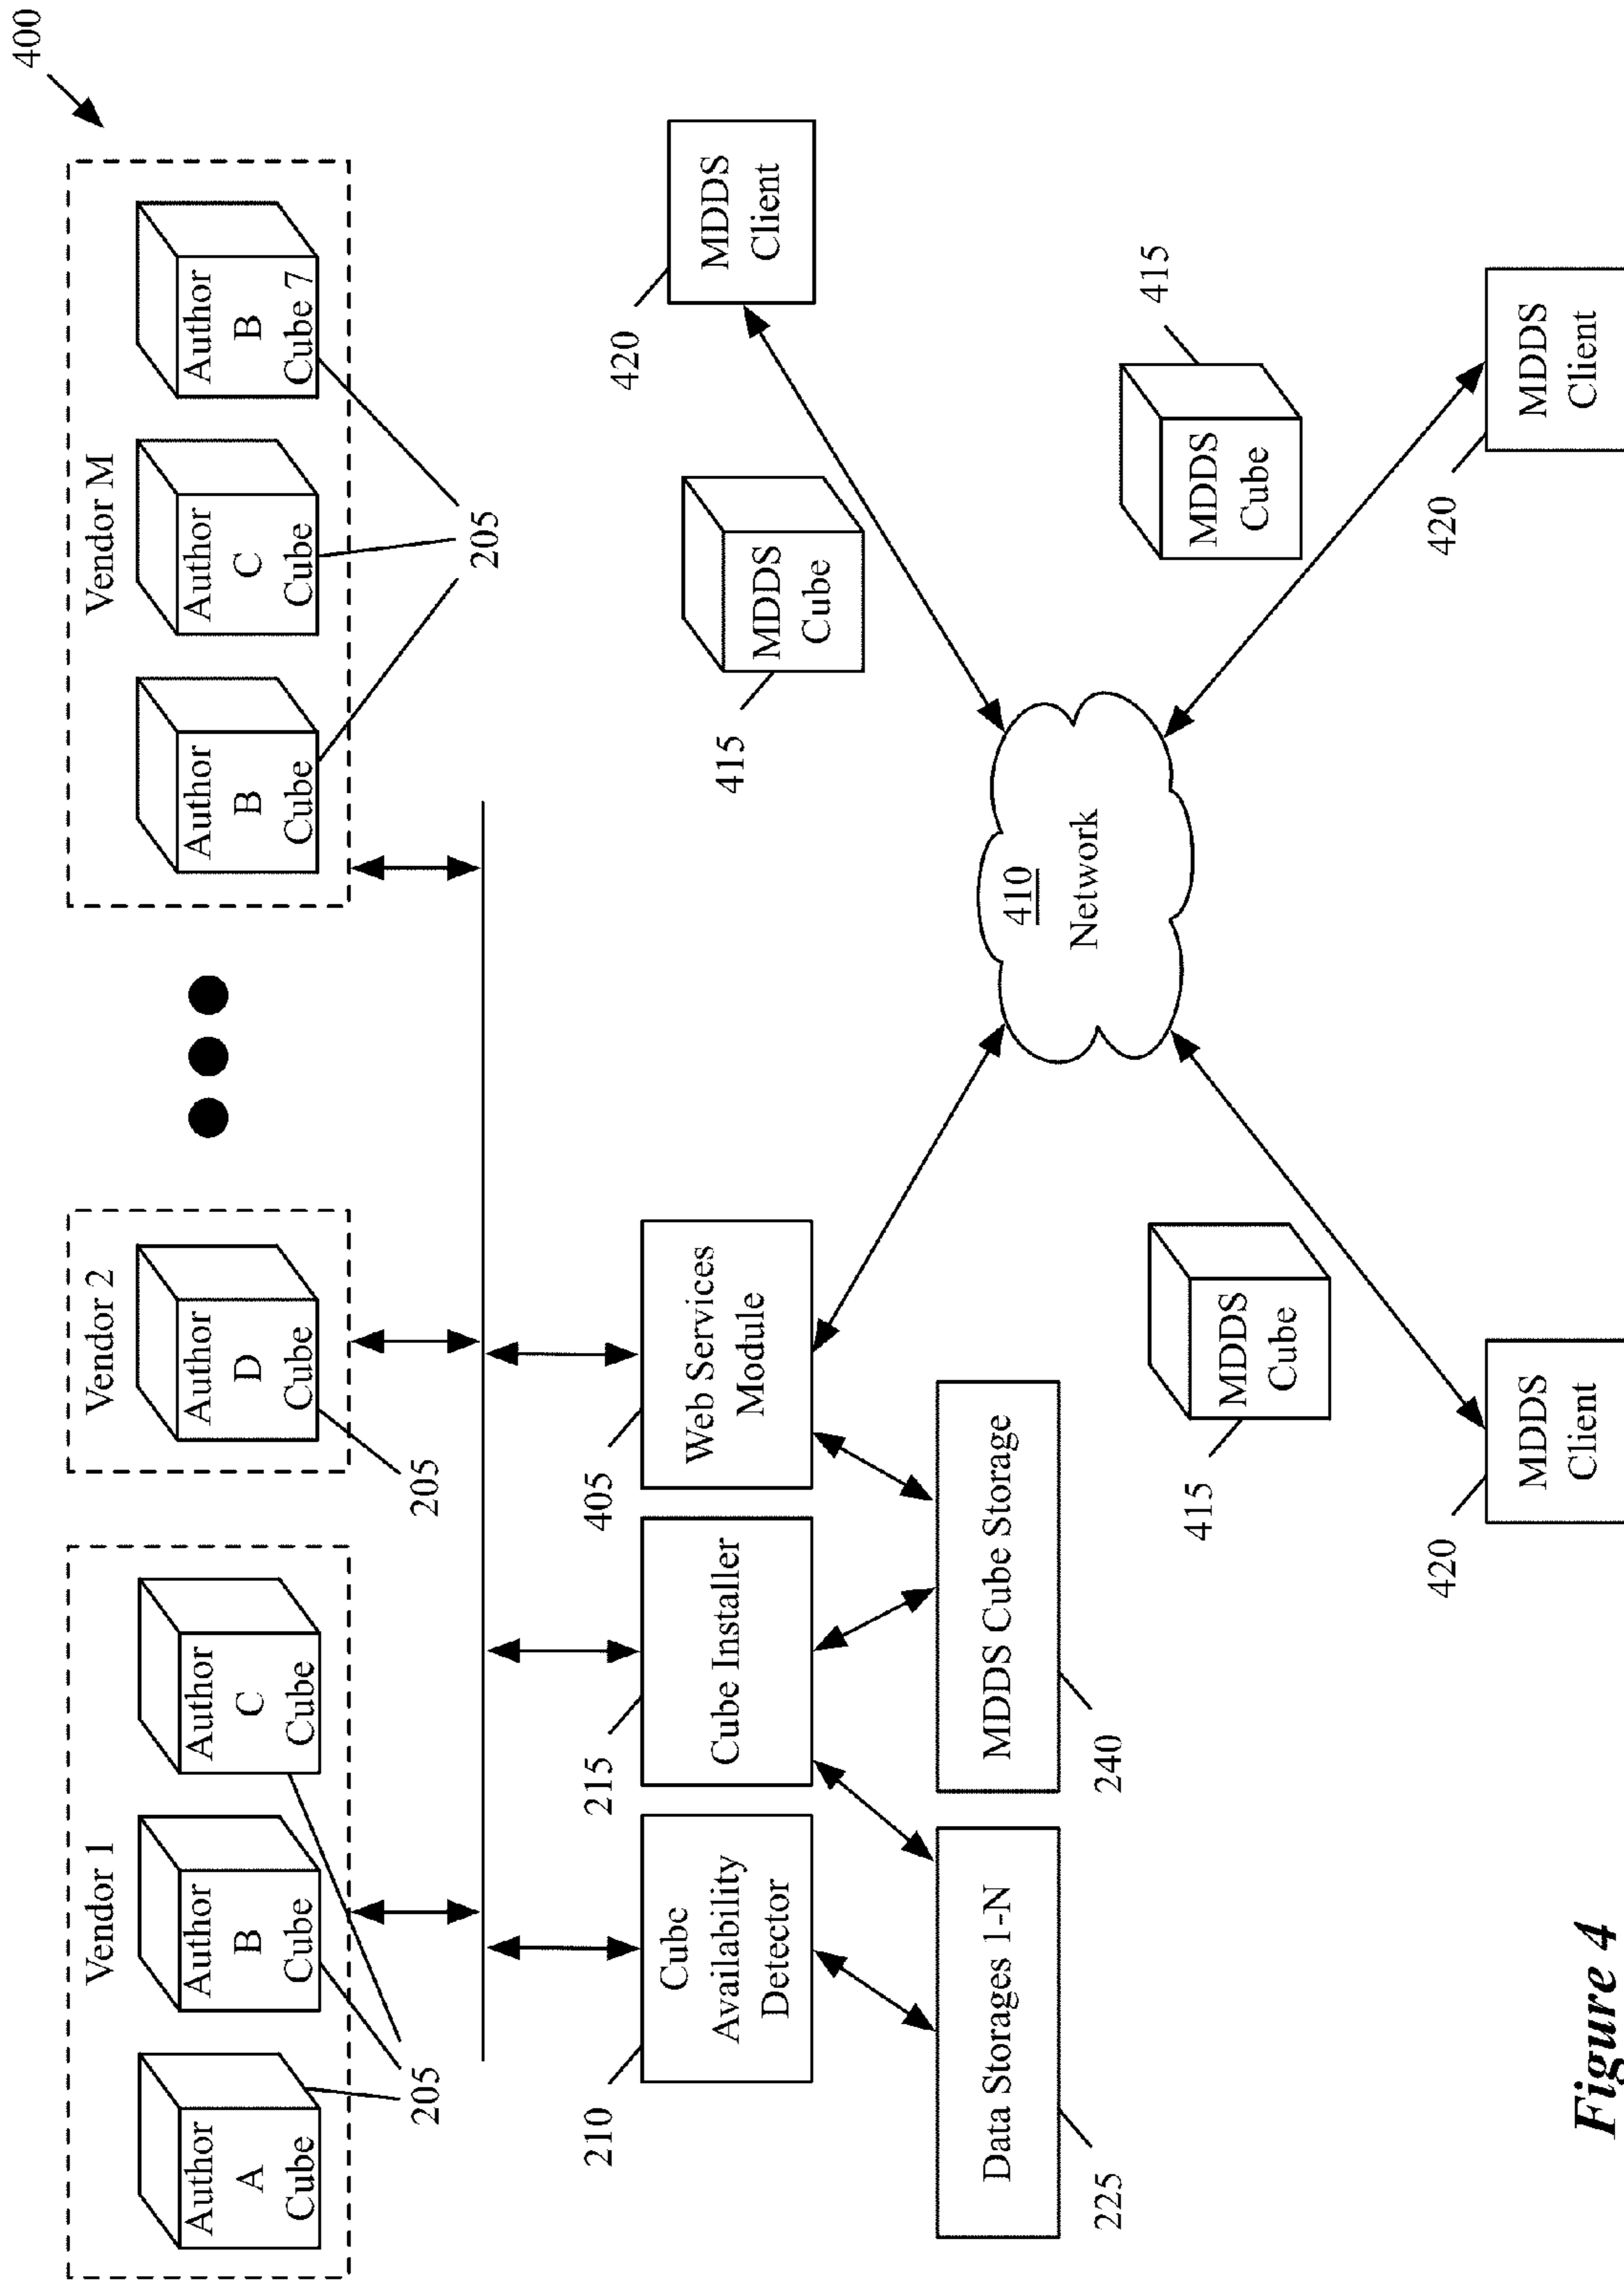 400
Vendor 1
Author
A
Cube
Author
B
Cube
Author
C
Cube
205
Vendor 2
Author
D
Cube
205
Vendor M
Author
B
Cube
Author
C
Cube
Author
B
Cube 7
205
210
Cube
Availability
Detector
215
Cube Installer
405
Web Services
Module
225
Data Storages 1-N
240
MDDS Cube Storage
410
Network
415
MDDS
Cube
420
MDDS
Client
415
MDDS
Cube
420
MDDS
Client
415
MDDS
Cube
420
MDDS
Client
Figure 4